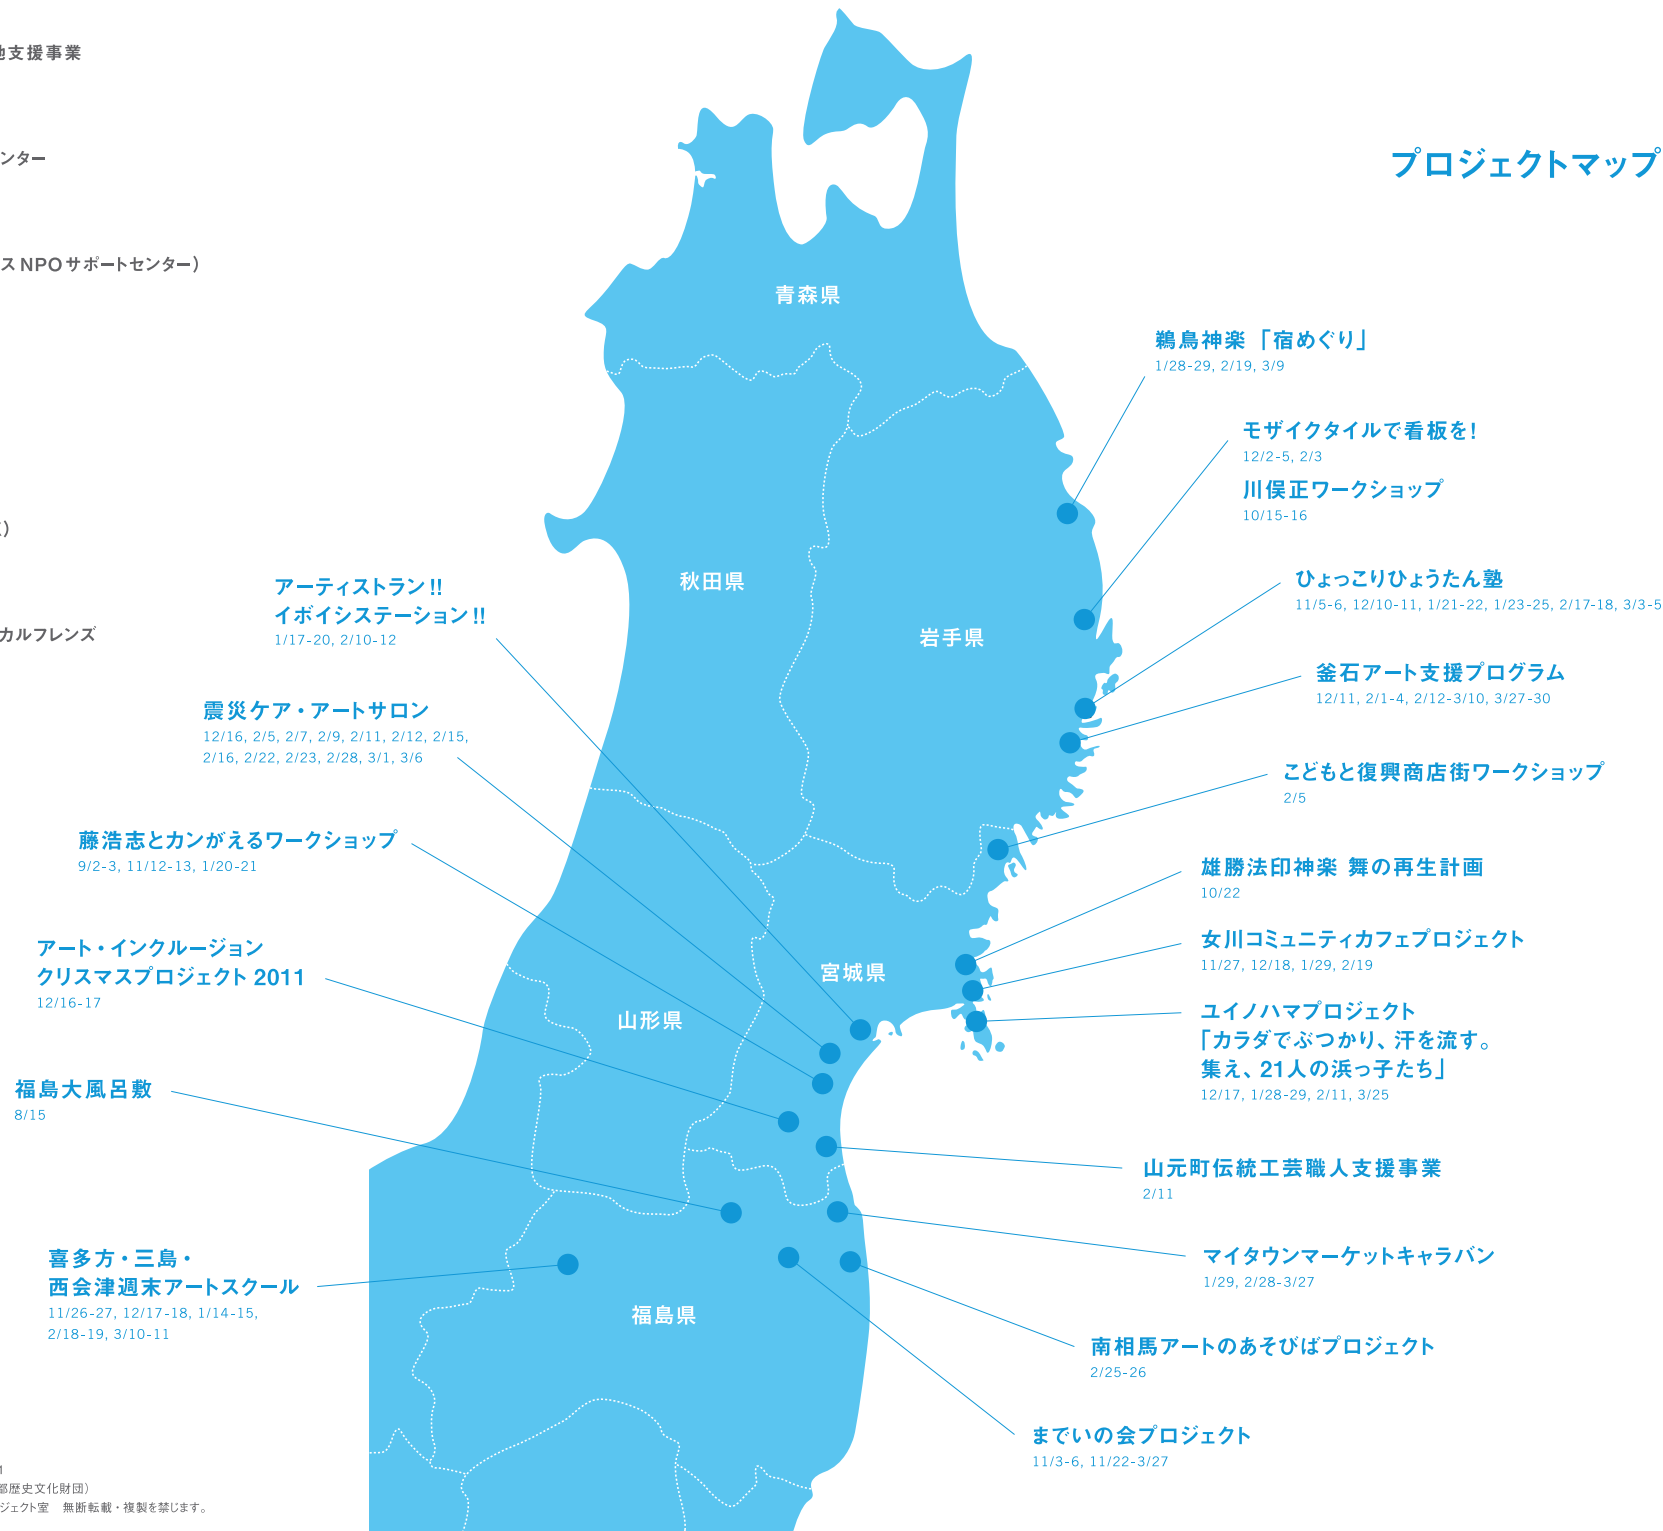 地支援事業
ンター
ス NPO サポートセンター）
カルフレンズ
プロジェクトマップ
青森県
秋田県
岩手県
山形県
宮城県
福島県
鵜鳥神楽 「宿めぐり」
1/28-29, 2/19, 3/9
モザイクタイルで看板を!
12/2-5, 2/3
川俣正ワークショップ
10/15-16
ひょっこりひょうたん塾
11/5-6, 12/10-11, 1/21-22, 1/23-25, 2/17-18, 3/3-5
釜石アート支援プログラム
12/11, 2/1-4, 2/12-3/10, 3/27-30
こどもと復興商店街ワークショップ
2/5
雄勝法印神楽 舞の再生計画
10/22
女川コミュニティカフェプロジェクト
11/27, 12/18, 1/29, 2/19
ユイノハマプロジェクト
「カラダでぶつかり、汗を流す。
集え、21人の浜っ子たち」
12/17, 1/28-29, 2/11, 3/25
山元町伝統工芸職人支援事業
2/11
マイタウンマーケットキャラバン
1/29, 2/28-3/27
南相馬アートのあそびばプロジェクト
2/25-26
までいの会プロジェクト
11/3-6, 11/22-3/27
アーティストラン!!
イボイシステーション!!
1/17-20, 2/10-12
震災ケア・アートサロン
12/16, 2/5, 2/7, 2/9, 2/11, 2/12, 2/15,
2/16, 2/22, 2/23, 2/28, 3/1, 3/6
藤浩志とカンがえるワークショップ
9/2-3, 11/12-13, 1/20-21
アート・インクルージョン
クリスマスプロジェクト 2011
12/16-17
福島大風呂敷
8/15
喜多方・三島・
西会津週末アートスクール
11/26-27, 12/17-18, 1/14-15,
2/18-19, 3/10-11
都歴史文化財団）
ジェクト室　無断転載・複製を禁じます。